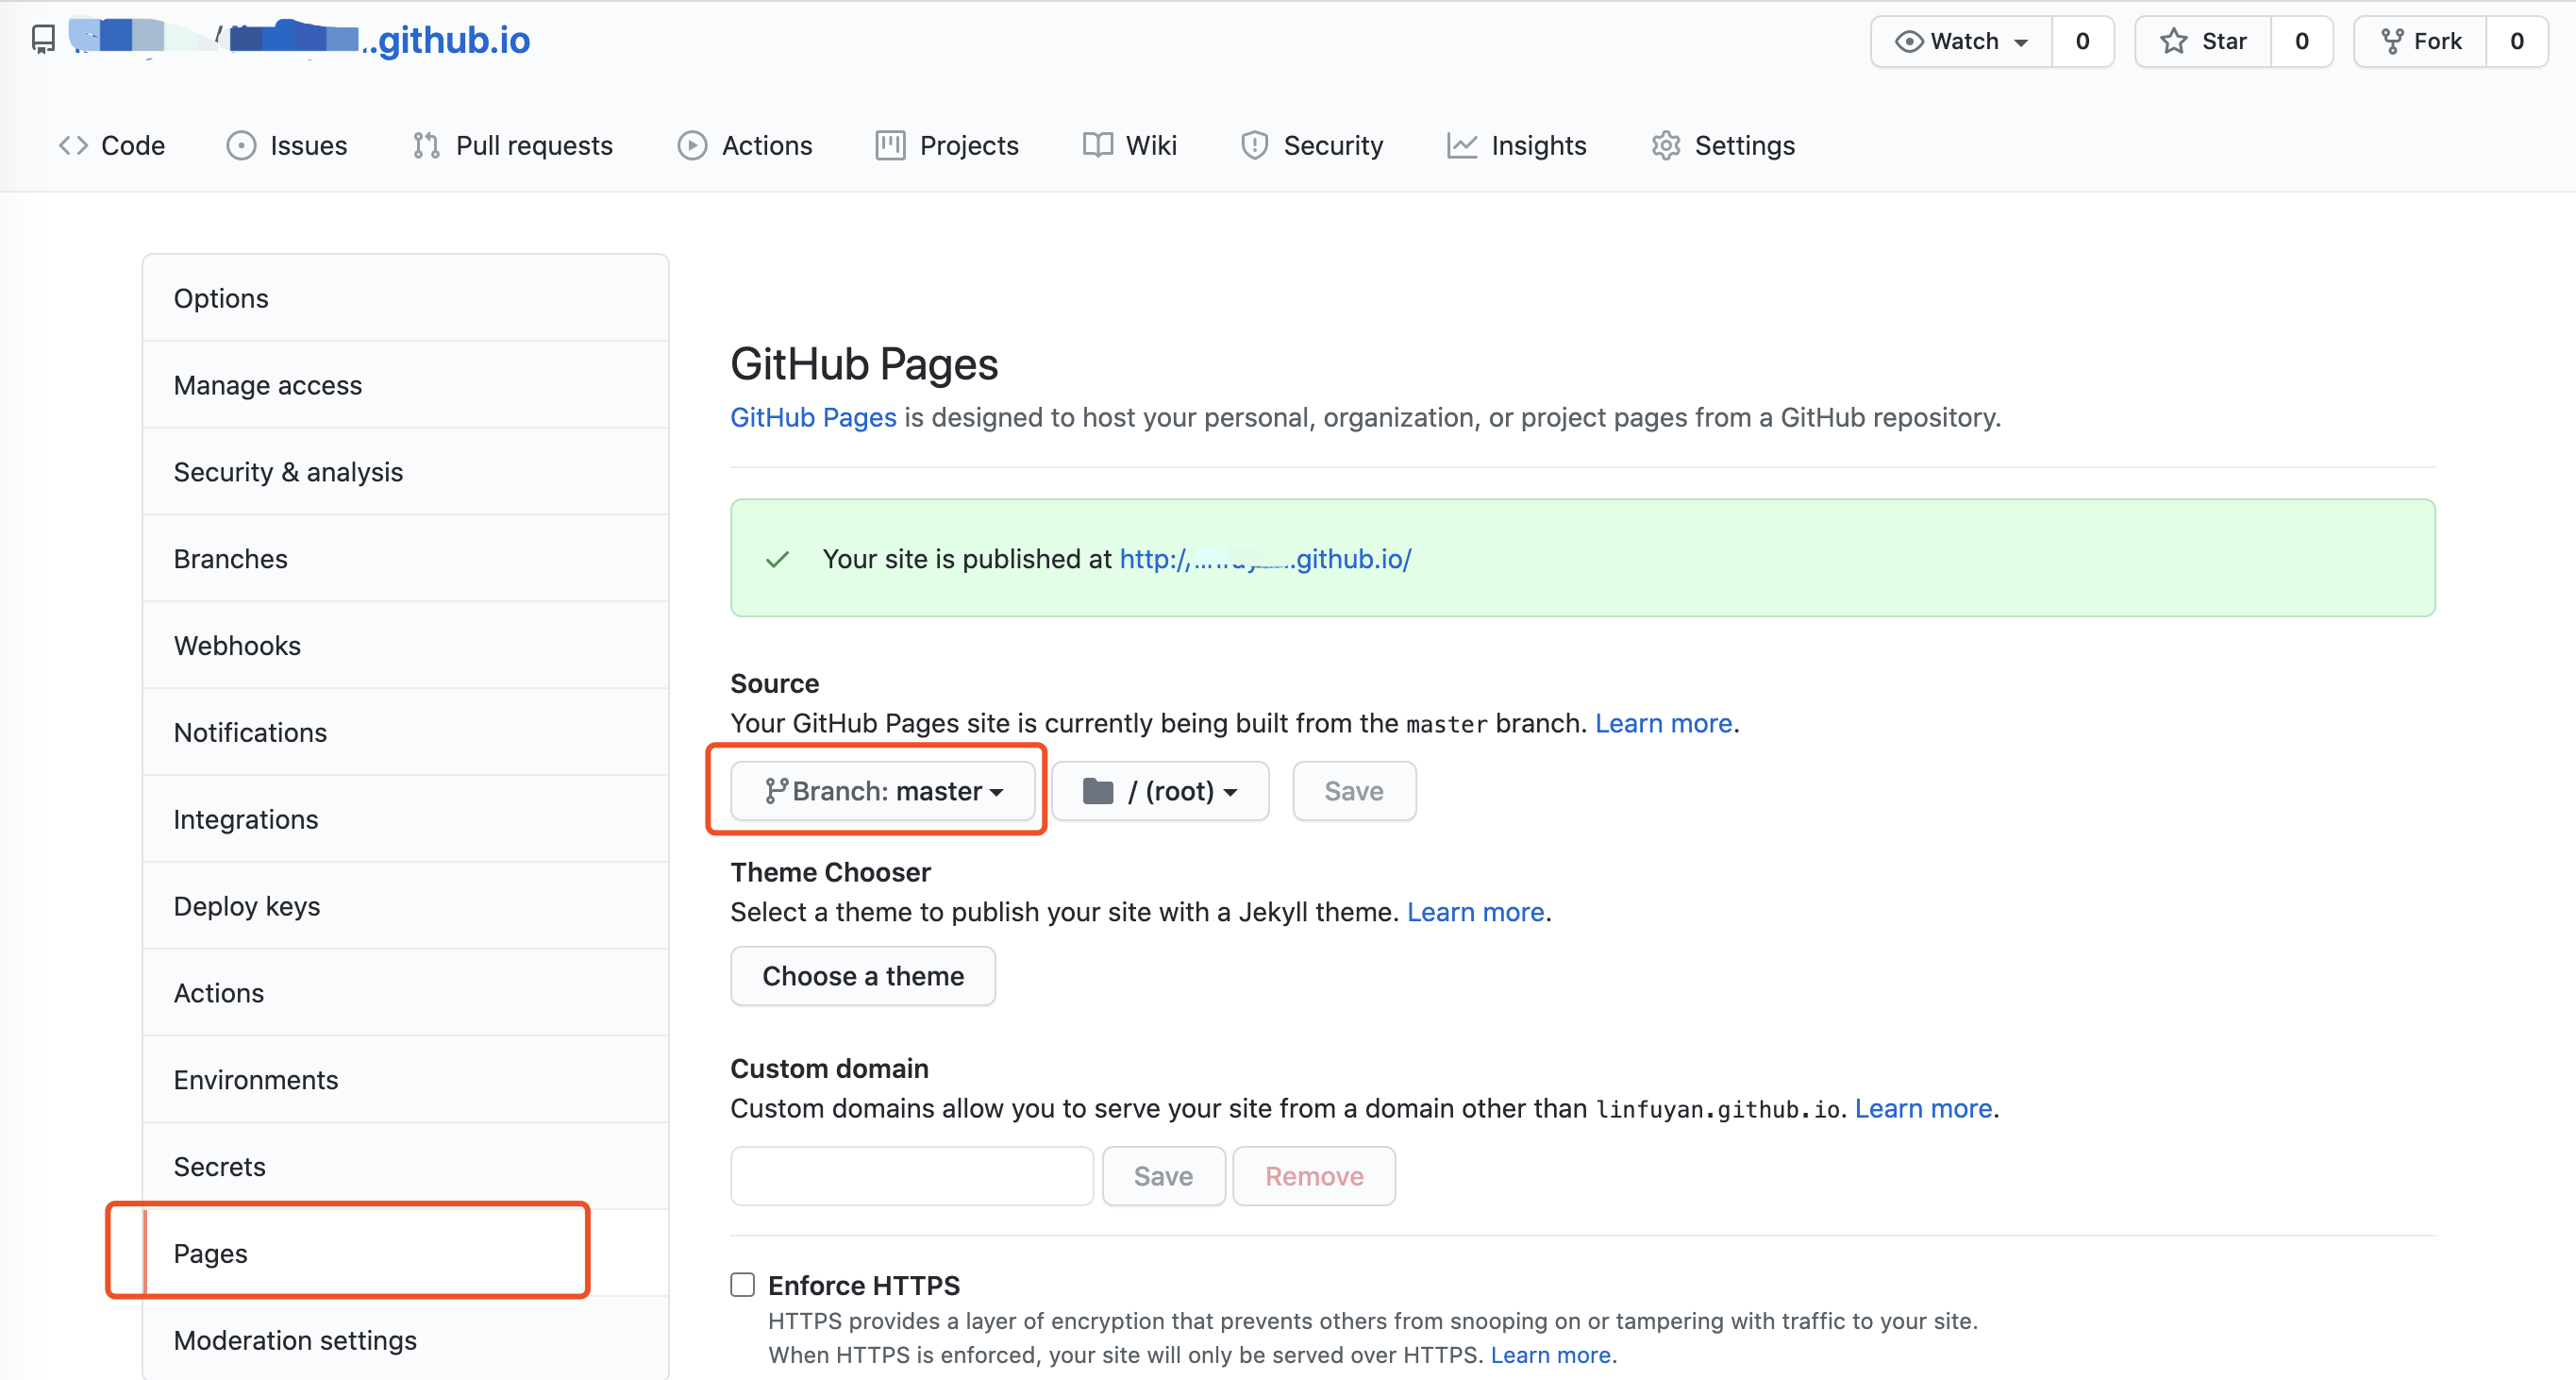 .github.io
Watch 0 Star 0 Fork 0
Code Issues Pull requests Actions Projects Wiki Security Insights Settings
Options
Manage access
Security & analysis
Branches
Webhooks
Notifications
Integrations
Deploy keys
Actions
Environments
Secrets
Pages
Moderation settings
GitHub Pages
GitHub Pages is designed to host your personal, organization, or project pages from a GitHub repository.
Your site is published at http:/ .github.io/
Source
Your GitHub Pages site is currently being built from the master branch. Learn more.
Branch: master / (root) Save
Theme Chooser
Select a theme to publish your site with a Jekyll theme. Learn more.
Choose a theme
Custom domain
Custom domains allow you to serve your site from a domain other than linfuyan.github.io. Learn more.
Save Remove
Enforce HTTPS
HTTPS provides a layer of encryption that prevents others from snooping on or tampering with traffic to your site.
When HTTPS is enforced, your site will only be served over HTTPS. Learn more.